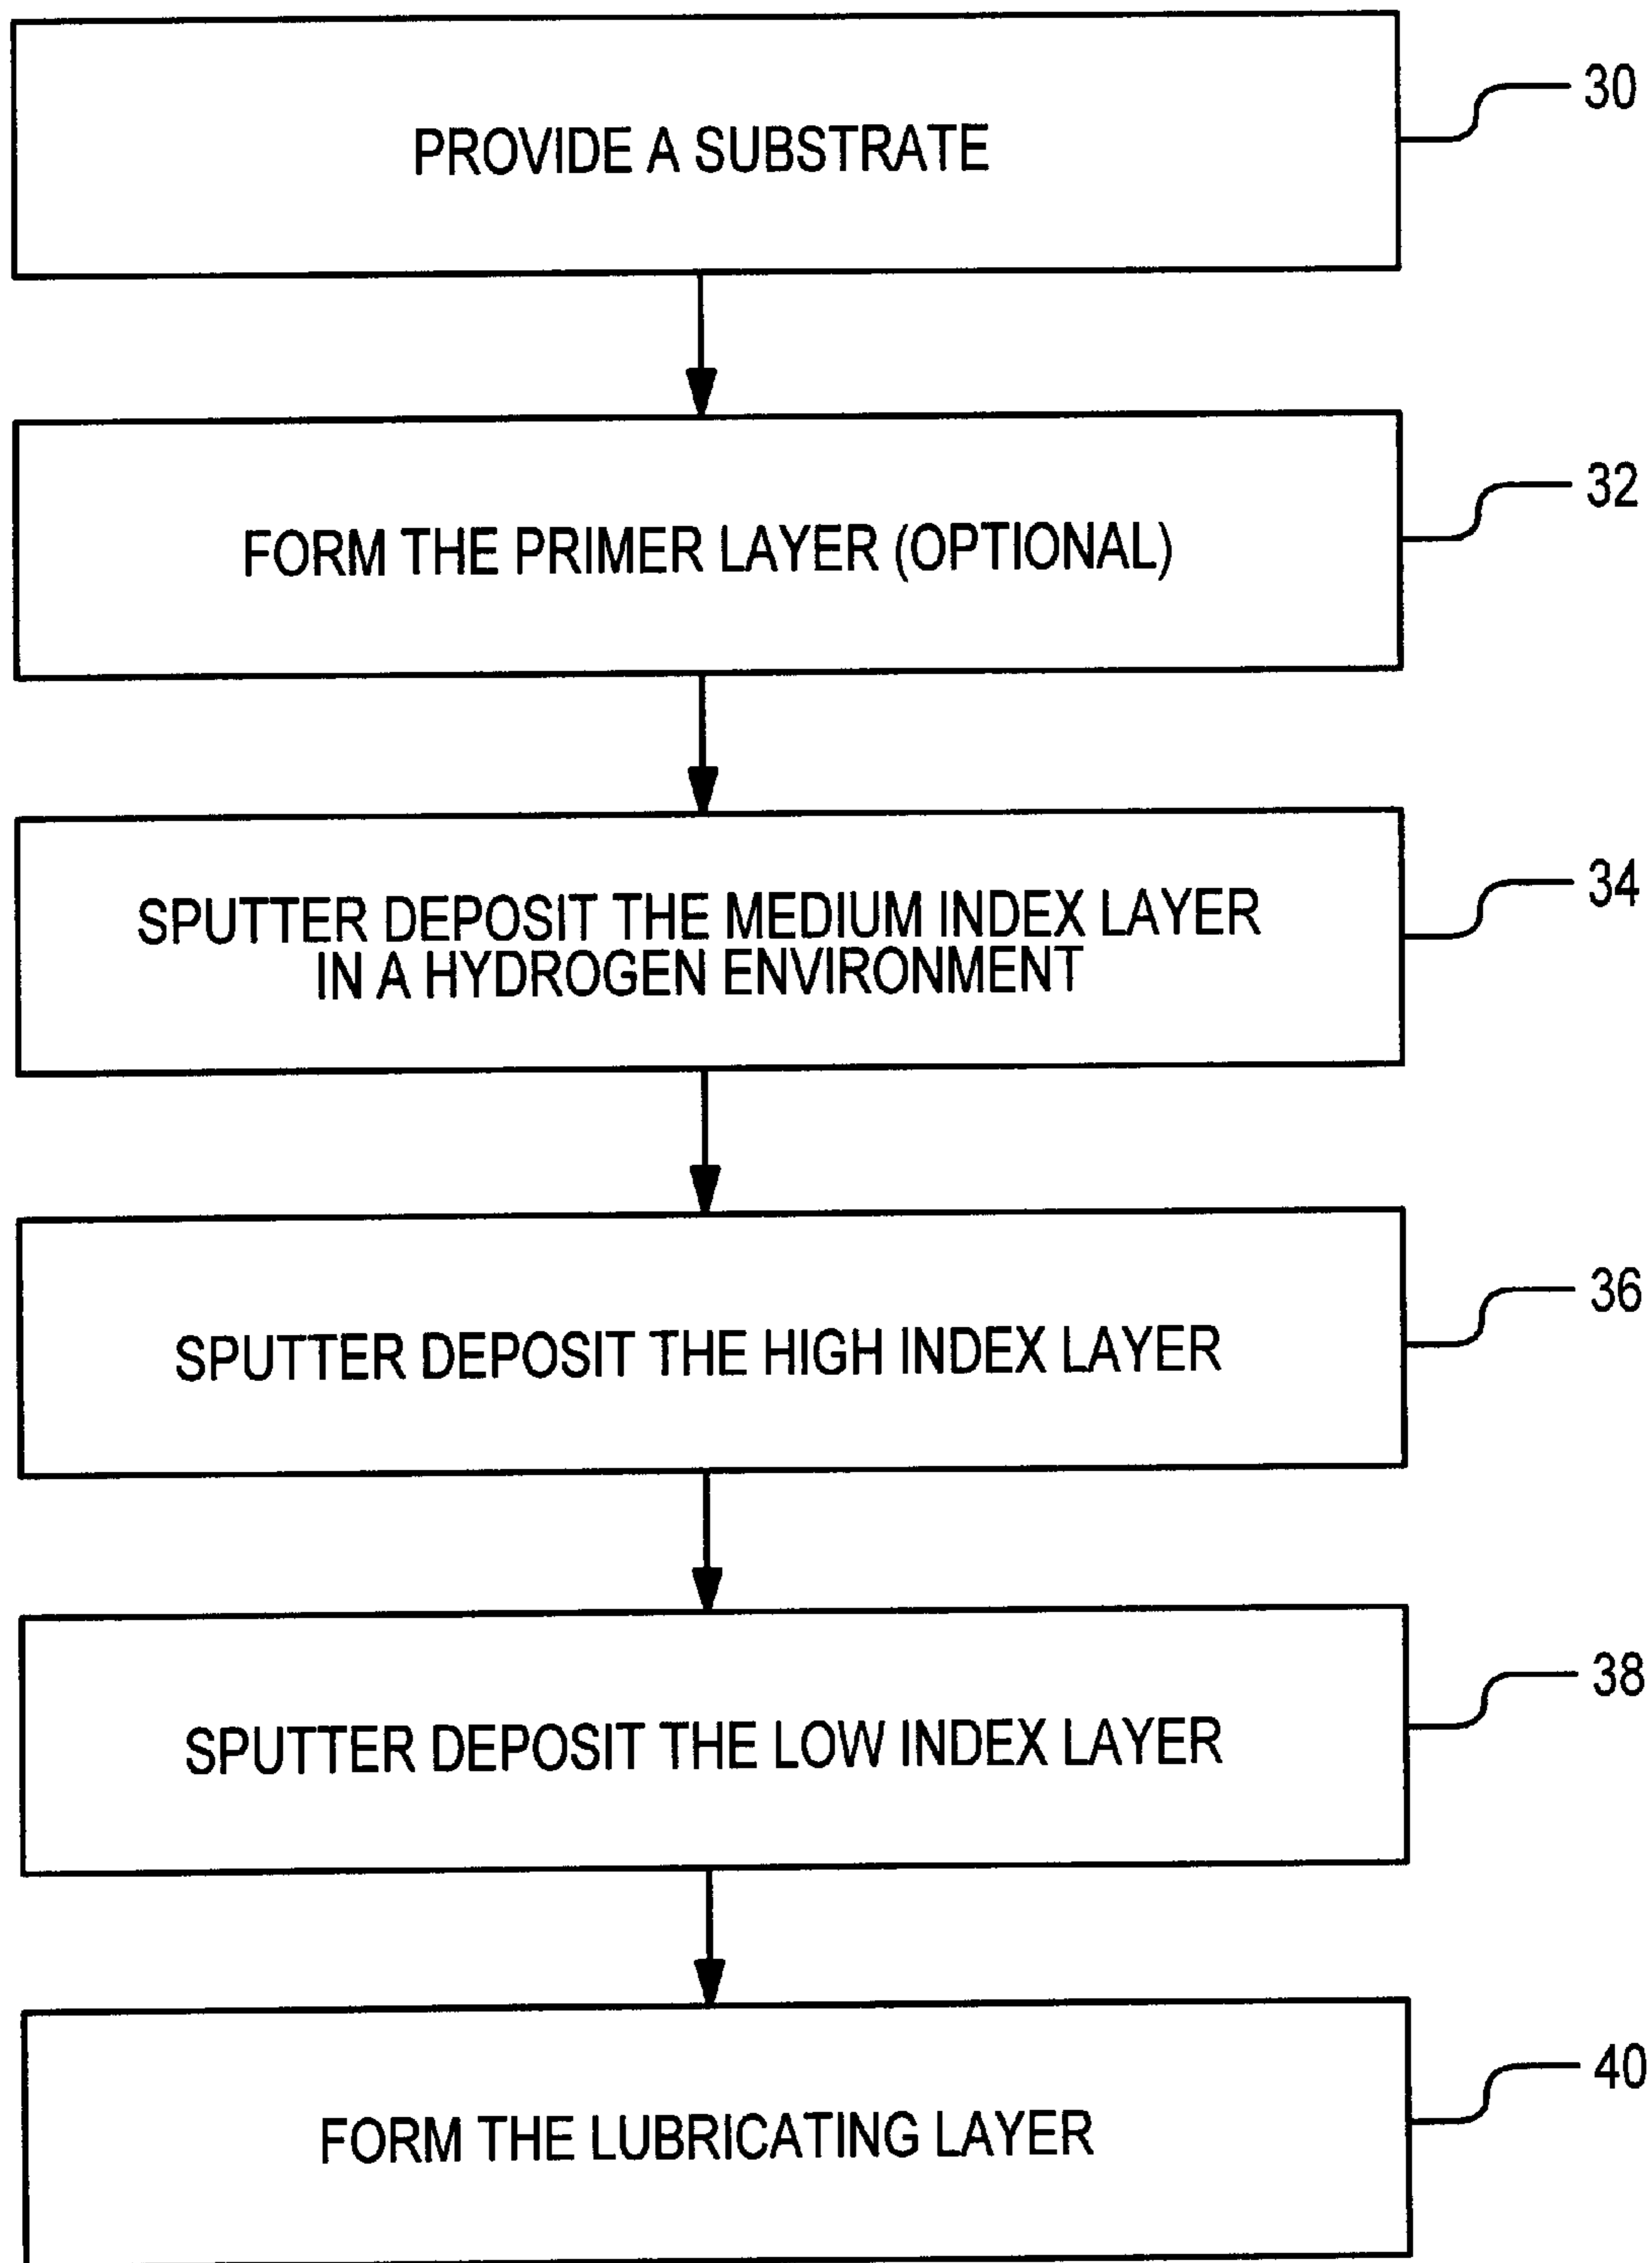 PROVIDE A SUBSTRATE
30
FORM THE PRIMER LAYER (OPTIONAL)
32
SPUTTER DEPOSIT THE MEDIUM INDEX LAYER
IN A HYDROGEN ENVIRONMENT
34
SPUTTER DEPOSIT THE HIGH INDEX LAYER
36
SPUTTER DEPOSIT THE LOW INDEX LAYER
38
FORM THE LUBRICATING LAYER
40